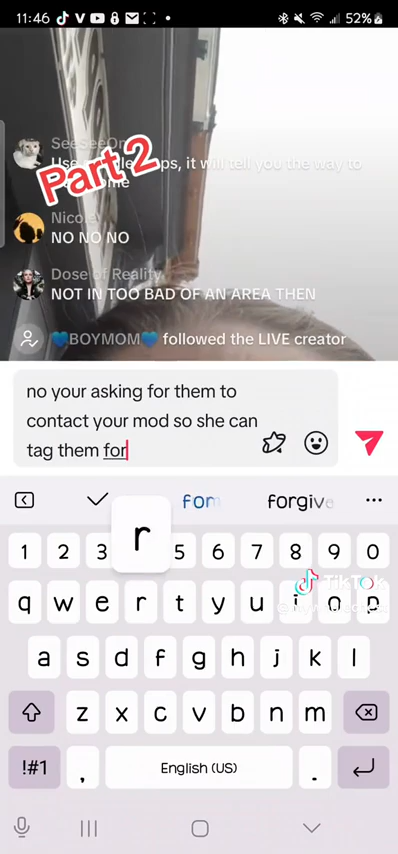 11:46
52%
SeeSeeOn
Use
ps, it will tell you the way to
Part 2
Nicole
NO NO NO
Dose of Reality
NOT IN TOO BAD OF AN AREA THEN
💙BOYMOM💙 followed the LIVE creator
no your asking for them to
contact your mod so she can
tag them for
r
forgive
1 2 3 5 6 7 8 9 0
TikTok
q w e r t y u i p
a s d f g h j k l
z x c v b n m
!#1 , English (US) .